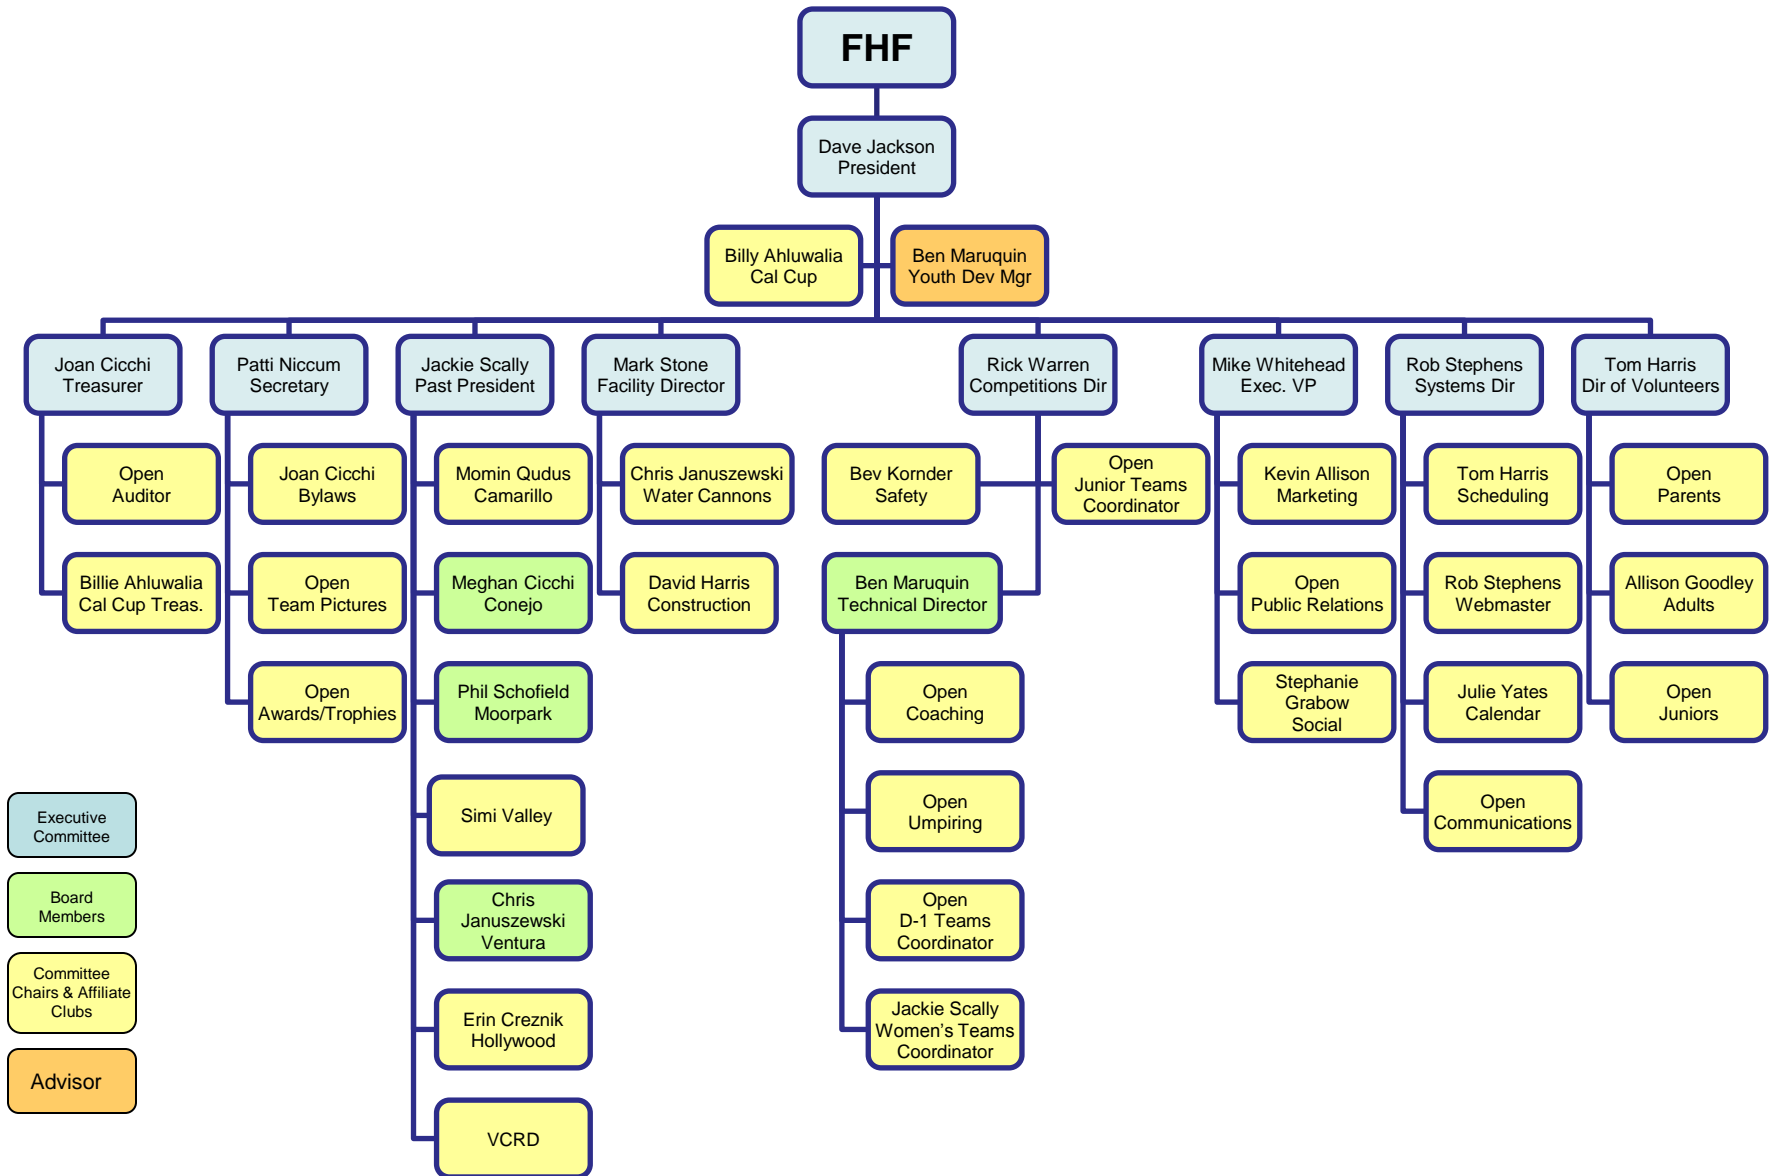 FHF
Dave Jackson
President
Billy Ahluwalia
Cal Cup
Ben Maruquin
Youth Dev Mgr
Joan Cicchi
Treasurer
Patti Niccum
Secretary
Jackie Scally
Past President
Mark Stone
Facility Director
Rick Warren
Competitions Dir
Mike Whitehead
Exec. VP
Rob Stephens
Systems Dir
Tom Harris
Dir of Volunteers
Open
Auditor
Billie Ahluwalia
Cal Cup Treas.
Joan Cicchi
Bylaws
Open
Team Pictures
Open
Awards/Trophies
Momin Qudus
Camarillo
Meghan Cicchi
Conejo
Phil Schofield
Moorpark
Simi Valley
Chris
Januszewski
Ventura
Erin Creznik
Hollywood
VCRD
Chris Januszewski
Water Cannons
David Harris
Construction
Bev Kornder
Safety
Open
Junior Teams
Coordinator
Ben Maruquin
Technical Director
Open
Coaching
Open
Umpiring
Open
D-1 Teams
Coordinator
Jackie Scally
Women's Teams
Coordinator
Kevin Allison
Marketing
Open
Public Relations
Stephanie
Grabow
Social
Tom Harris
Scheduling
Rob Stephens
Webmaster
Julie Yates
Calendar
Open
Communications
Open
Parents
Allison Goodley
Adults
Open
Juniors
Executive
Committee
Board
Members
Committee
Chairs & Affiliate
Clubs
Advisor